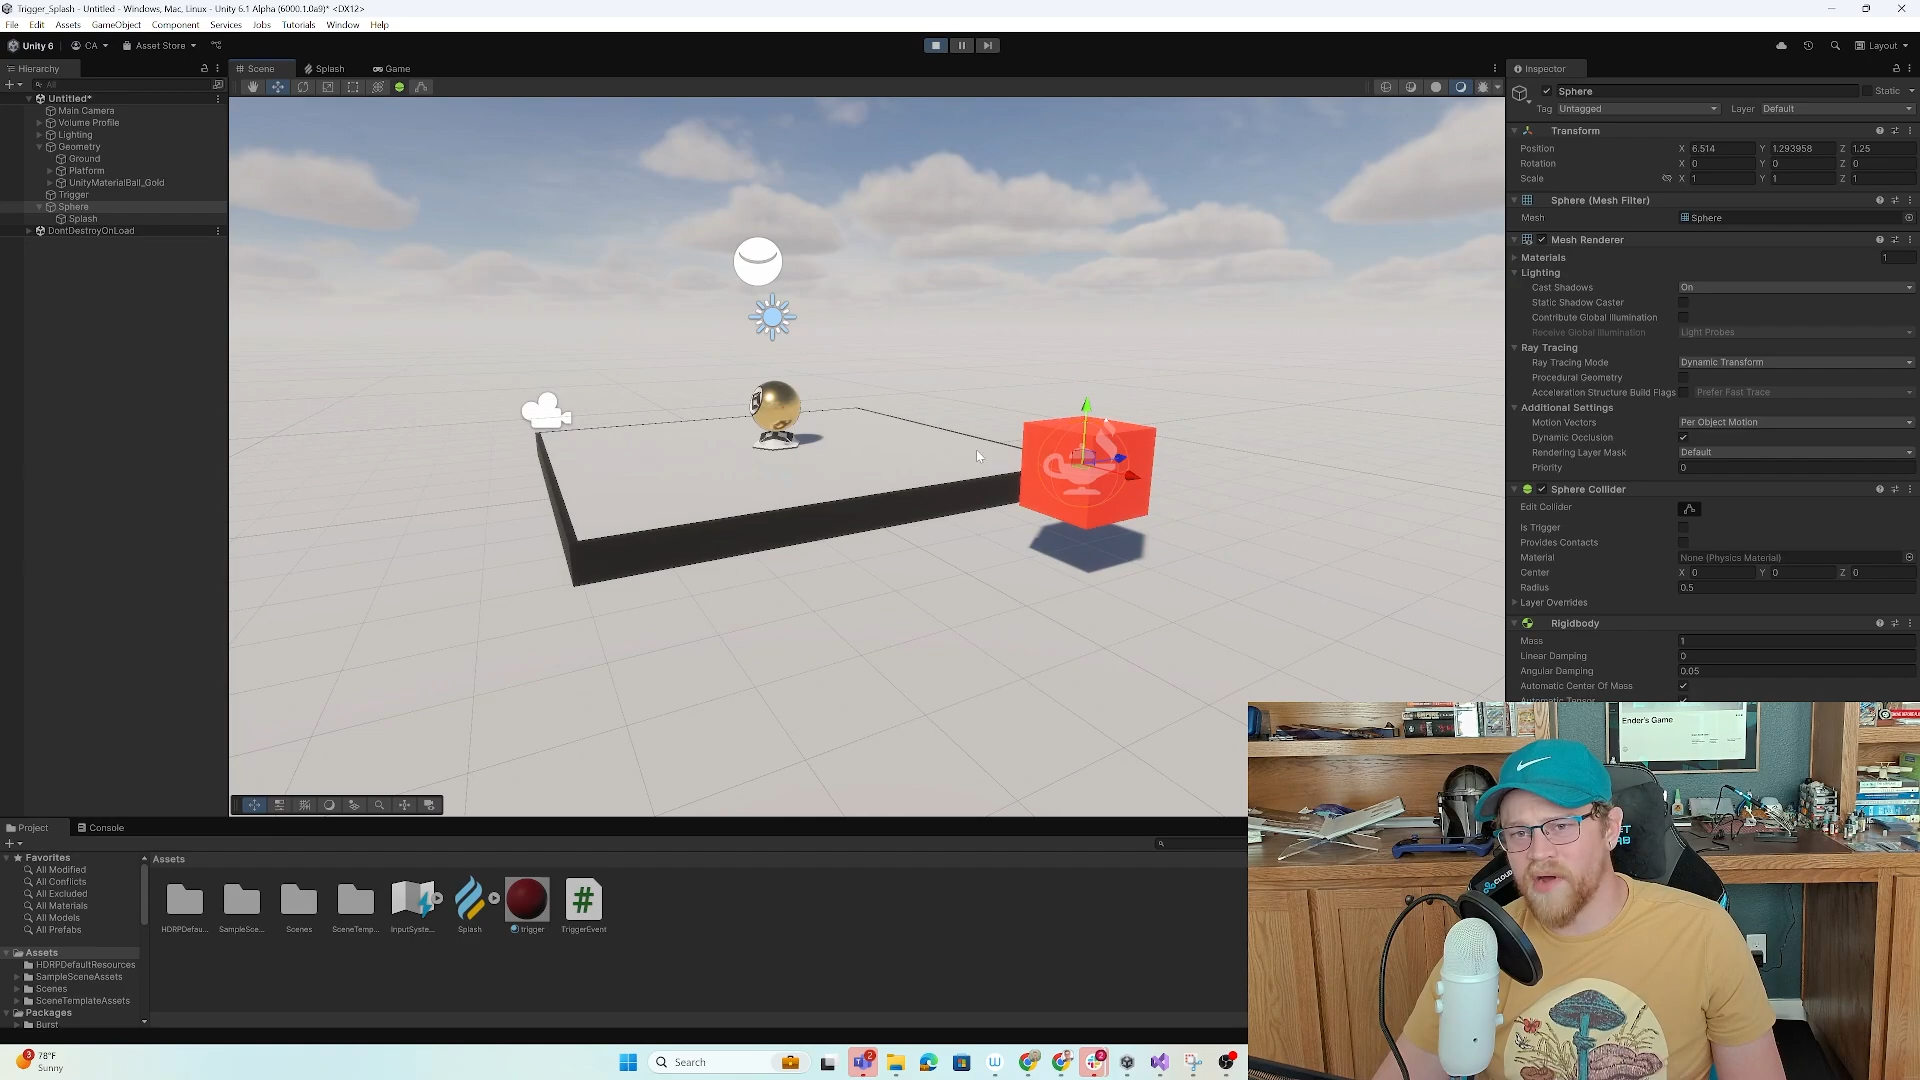 Trigger_Splash - Untitled - Windows, Mac, Linux - Unity 6.1 Alpha (6000.1.0a9)* <DX12>
File Edit Assets GameObject Component Services Jobs Tutorials Window Help
Unity 6 CA Asset Store Layout
Hierarchy
All
Untitled*
Main Camera
Volume Profile
Lighting
Geometry
Ground
Platform
UnityMaterialBall_Gold
Trigger
Sphere
Splash
DontDestroyOnLoad
Scene Splash Game
Inspector
Sphere Static
Tag Untagged Layer Default
Transform
Position X 6.514 Y 1.293958 Z 1.25
Rotation X 0 Y 0 Z 0
Scale X 1 Y 1 Z 1
Sphere (Mesh Filter)
Mesh Sphere
Mesh Renderer
Materials 1
Lighting
Cast Shadows On
Static Shadow Caster
Contribute Global Illumination
Receive Global Illumination Light Probes
Ray Tracing
Ray Tracing Mode Dynamic Transform
Procedural Geometry
Acceleration Structure Build Flags Prefer Fast Trace
Additional Settings
Motion Vectors Per Object Motion
Dynamic Occlusion
Rendering Layer Mask Default
Priority 0
Sphere Collider
Edit Collider
Is Trigger
Provides Contacts
Material None (Physics Material)
Center X 0 Y 0 Z 0
Radius 0.5
Layer Overrides
Rigidbody
Mass 1
Linear Damping 0
Angular Damping 0.05
Automatic Center Of Mass
Automatic Tensor
Project Console
Favorites
All Modified
All Conflicts
All Excluded
All Materials
All Models
All Prefabs
Assets
HDRPDefaultResources
SampleSceneAssets
Scenes
SceneTemplateAssets
Packages
Burst
Assets
HDRPDefau... SampleSce... Scenes SceneTemp... InputSyste... Splash trigger TriggerEvent
Ender's Game
78°F
Sunny
Search